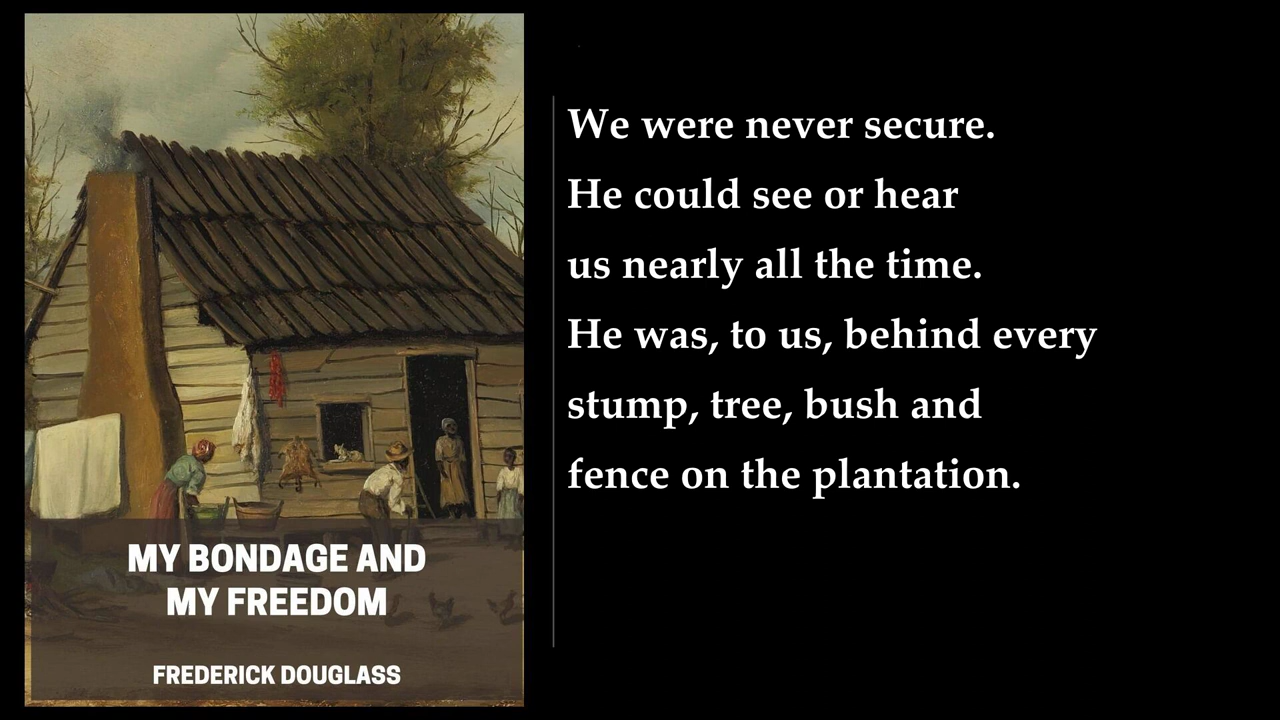 We were never secure.
He could see or hear
us nearly all the time.
He was, to us, behind every
stump, tree, bush and
fence on the plantation.
MY BONDAGE AND
MY FREEDOM
FREDERICK DOUGLASS